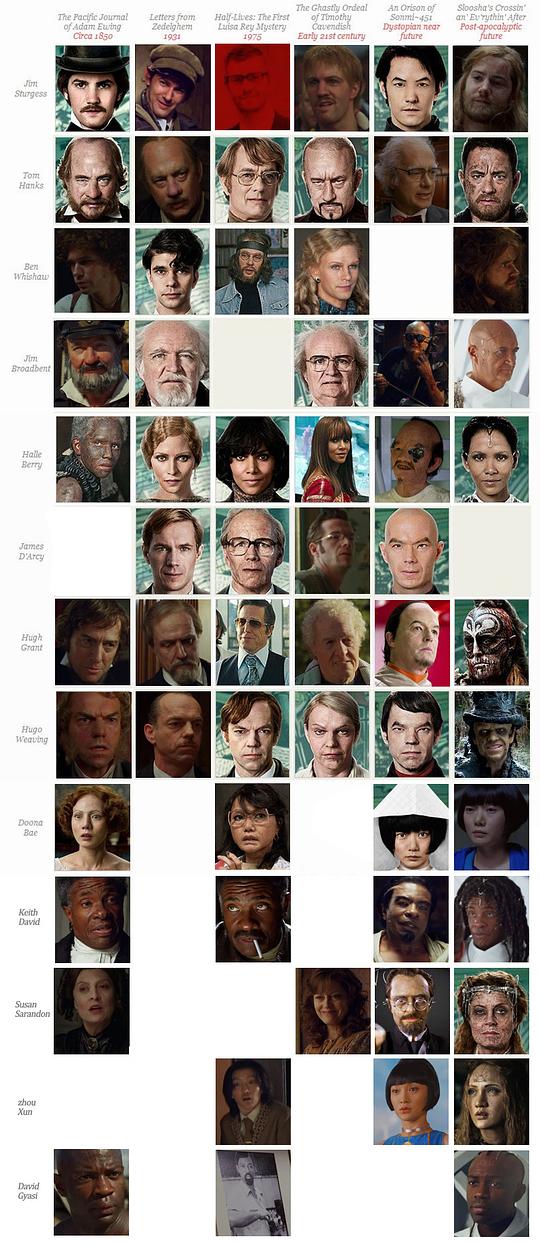 The Pacific Journal
of Adam Ewing
Circa 1850
Letters from
Zedelghem
1931
Half-Lives: The First
Luisa Rey Mystery
1975
The Ghastly Ordeal
of Timothy
Cavendish
Early 21st century
An Orison of
Sonmi~451
Dystopian near
future
Sloosha's Crossin'
an' Ev'rythin' After
Post-apocalyptic
future
Jim
Sturgess
Tom
Hanks
Ben
Whishaw
Jim
Broadbent
Halle
Berry
James
D'Arcy
Hugh
Grant
Hugo
Weaving
Doona
Bae
Keith
David
Susan
Sarandon
zhou
Xun
David
Gyasi